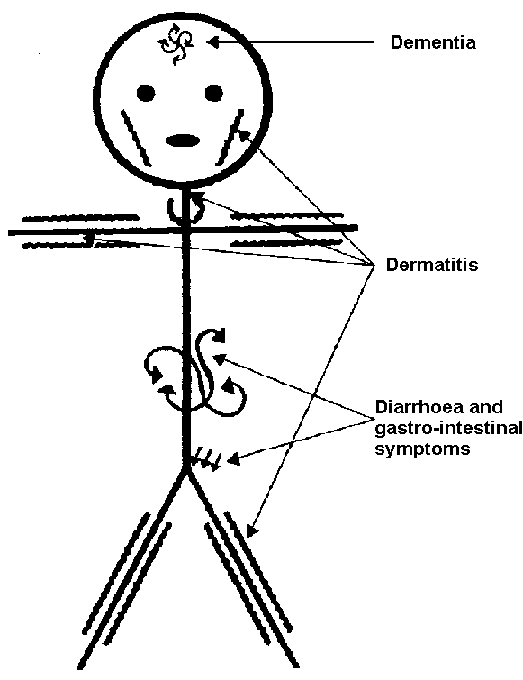 Dementia
Dermatitis
Diarrhoea and
gastro-intestinal
symptoms